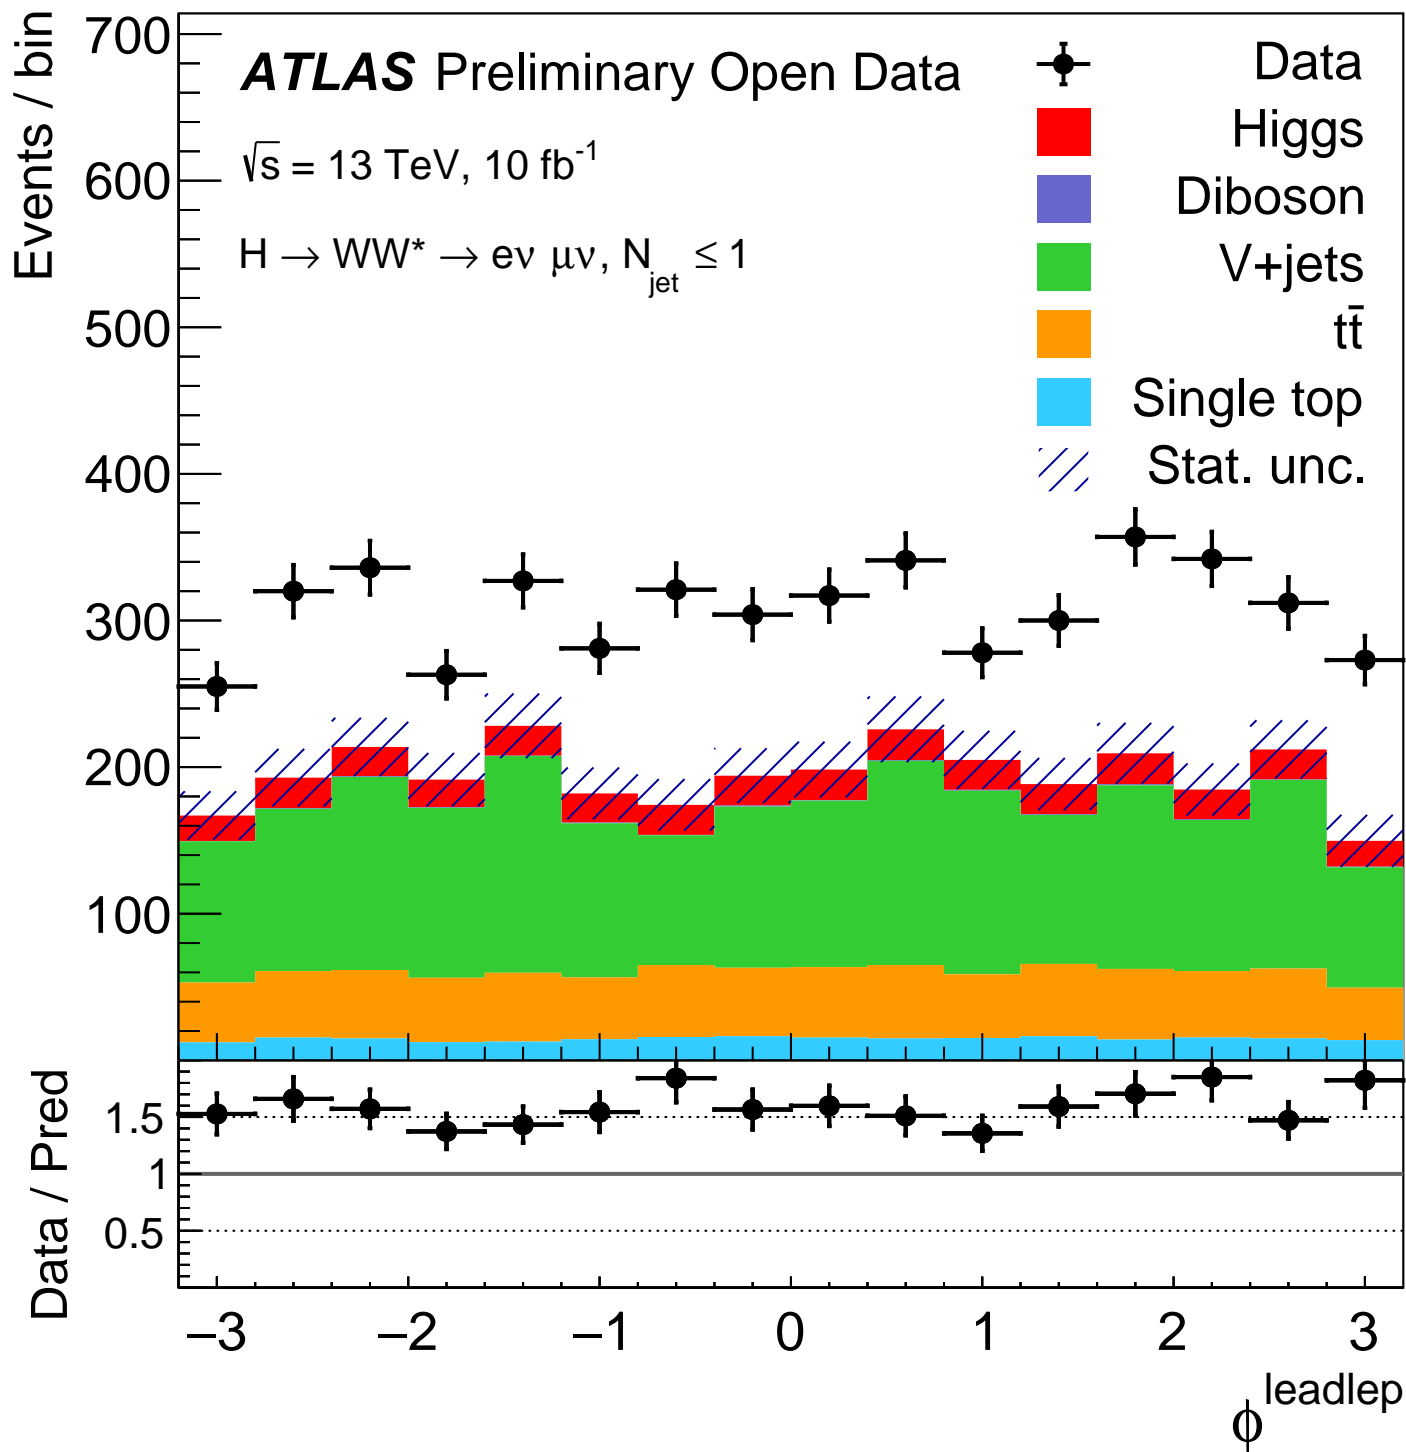 Events / bin
700
600
500
400
300
200
100
ATLAS Preliminary Open Data
√s = 13 TeV, 10 fb⁻¹
H → WW* → eν μν, N_jet ≤ 1
Data
Higgs
Diboson
V+jets
tt̄
Single top
Stat. unc.
Data / Pred
1.5
1
0.5
−3 −2 −1 0 1 2 3
ϕ^leadlep